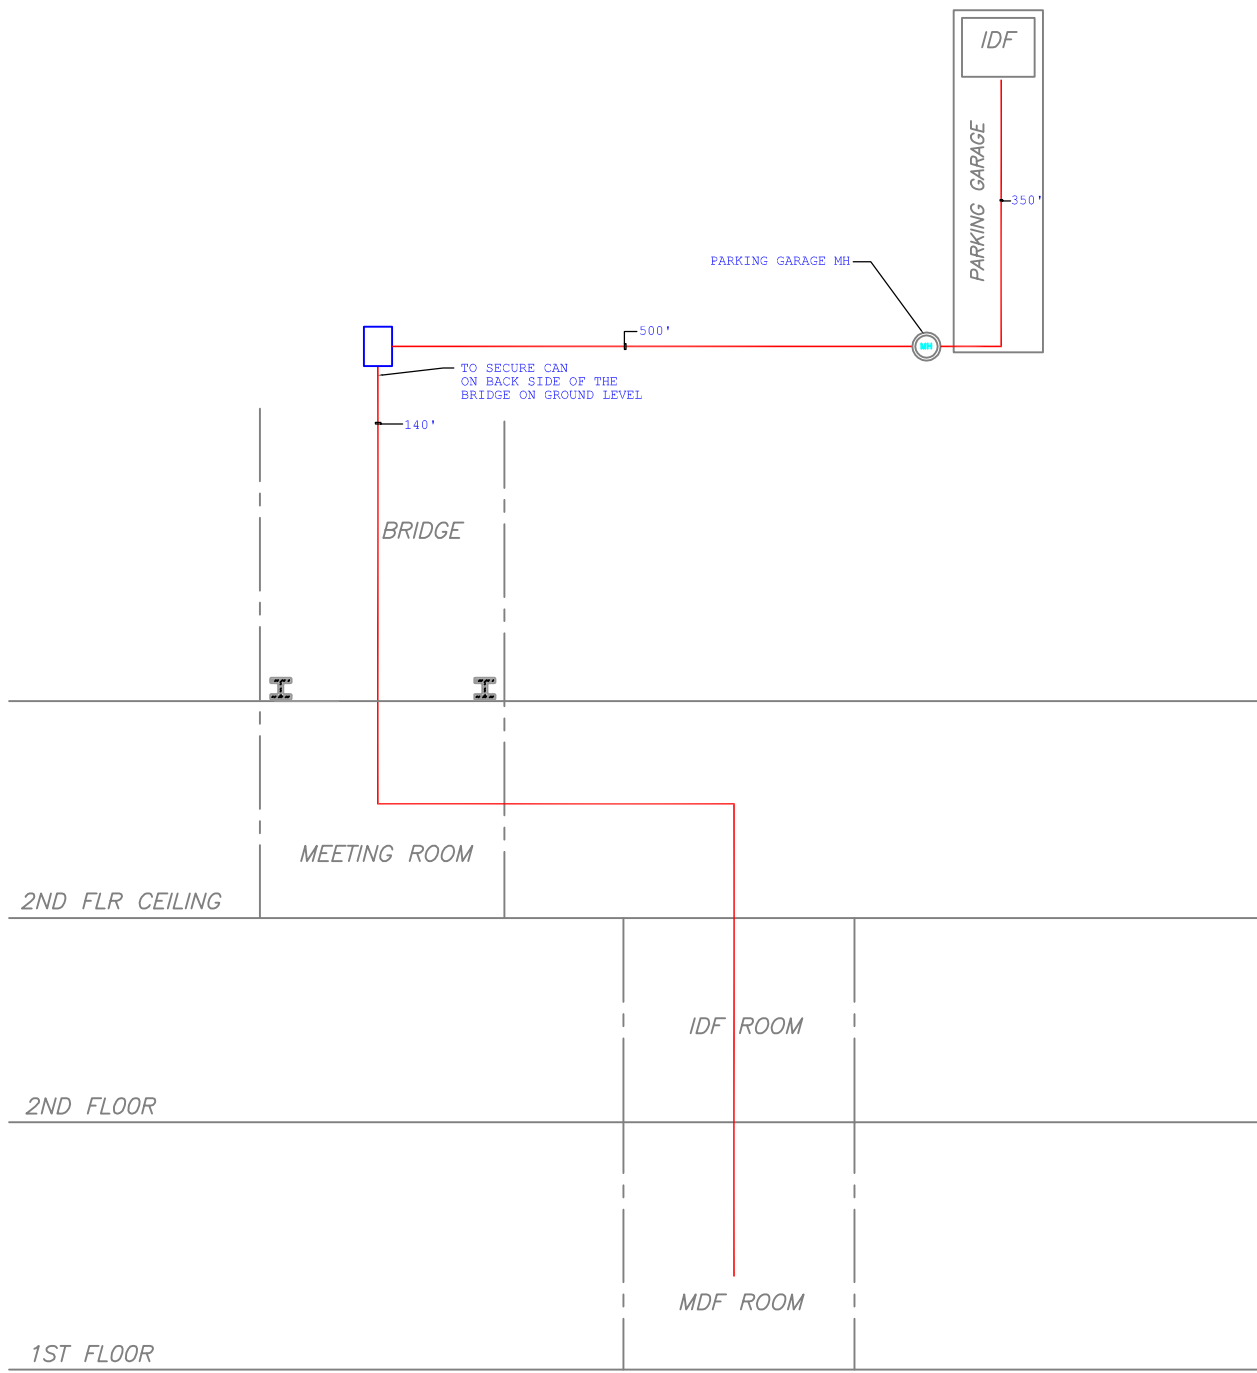 IDF
PARKING GARAGE
350'
PARKING GARAGE MH
MH
500'
TO SECURE CAN
ON BACK SIDE OF THE
BRIDGE ON GROUND LEVEL
140'
BRIDGE
MEETING ROOM
2ND FLR CEILING
IDF ROOM
2ND FLOOR
MDF ROOM
1ST FLOOR